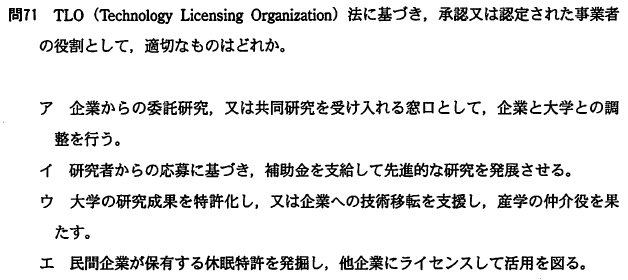 問71 TLO（Technology Licensing Organization）法に基づき，承認又は認定された事業者
の役割として，適切なものはどれか。
ア 企業からの委託研究，又は共同研究を受け入れる窓口として，企業と大学との調
整を行う。
イ 研究者からの応募に基づき，補助金を支給して先進的な研究を発展させる。
ウ 大学の研究成果を特許化し，又は企業への技術移転を支援し，産学の仲介役を果
たす。
エ 民間企業が保有する休眠特許を発掘し，他企業にライセンスして活用を図る。